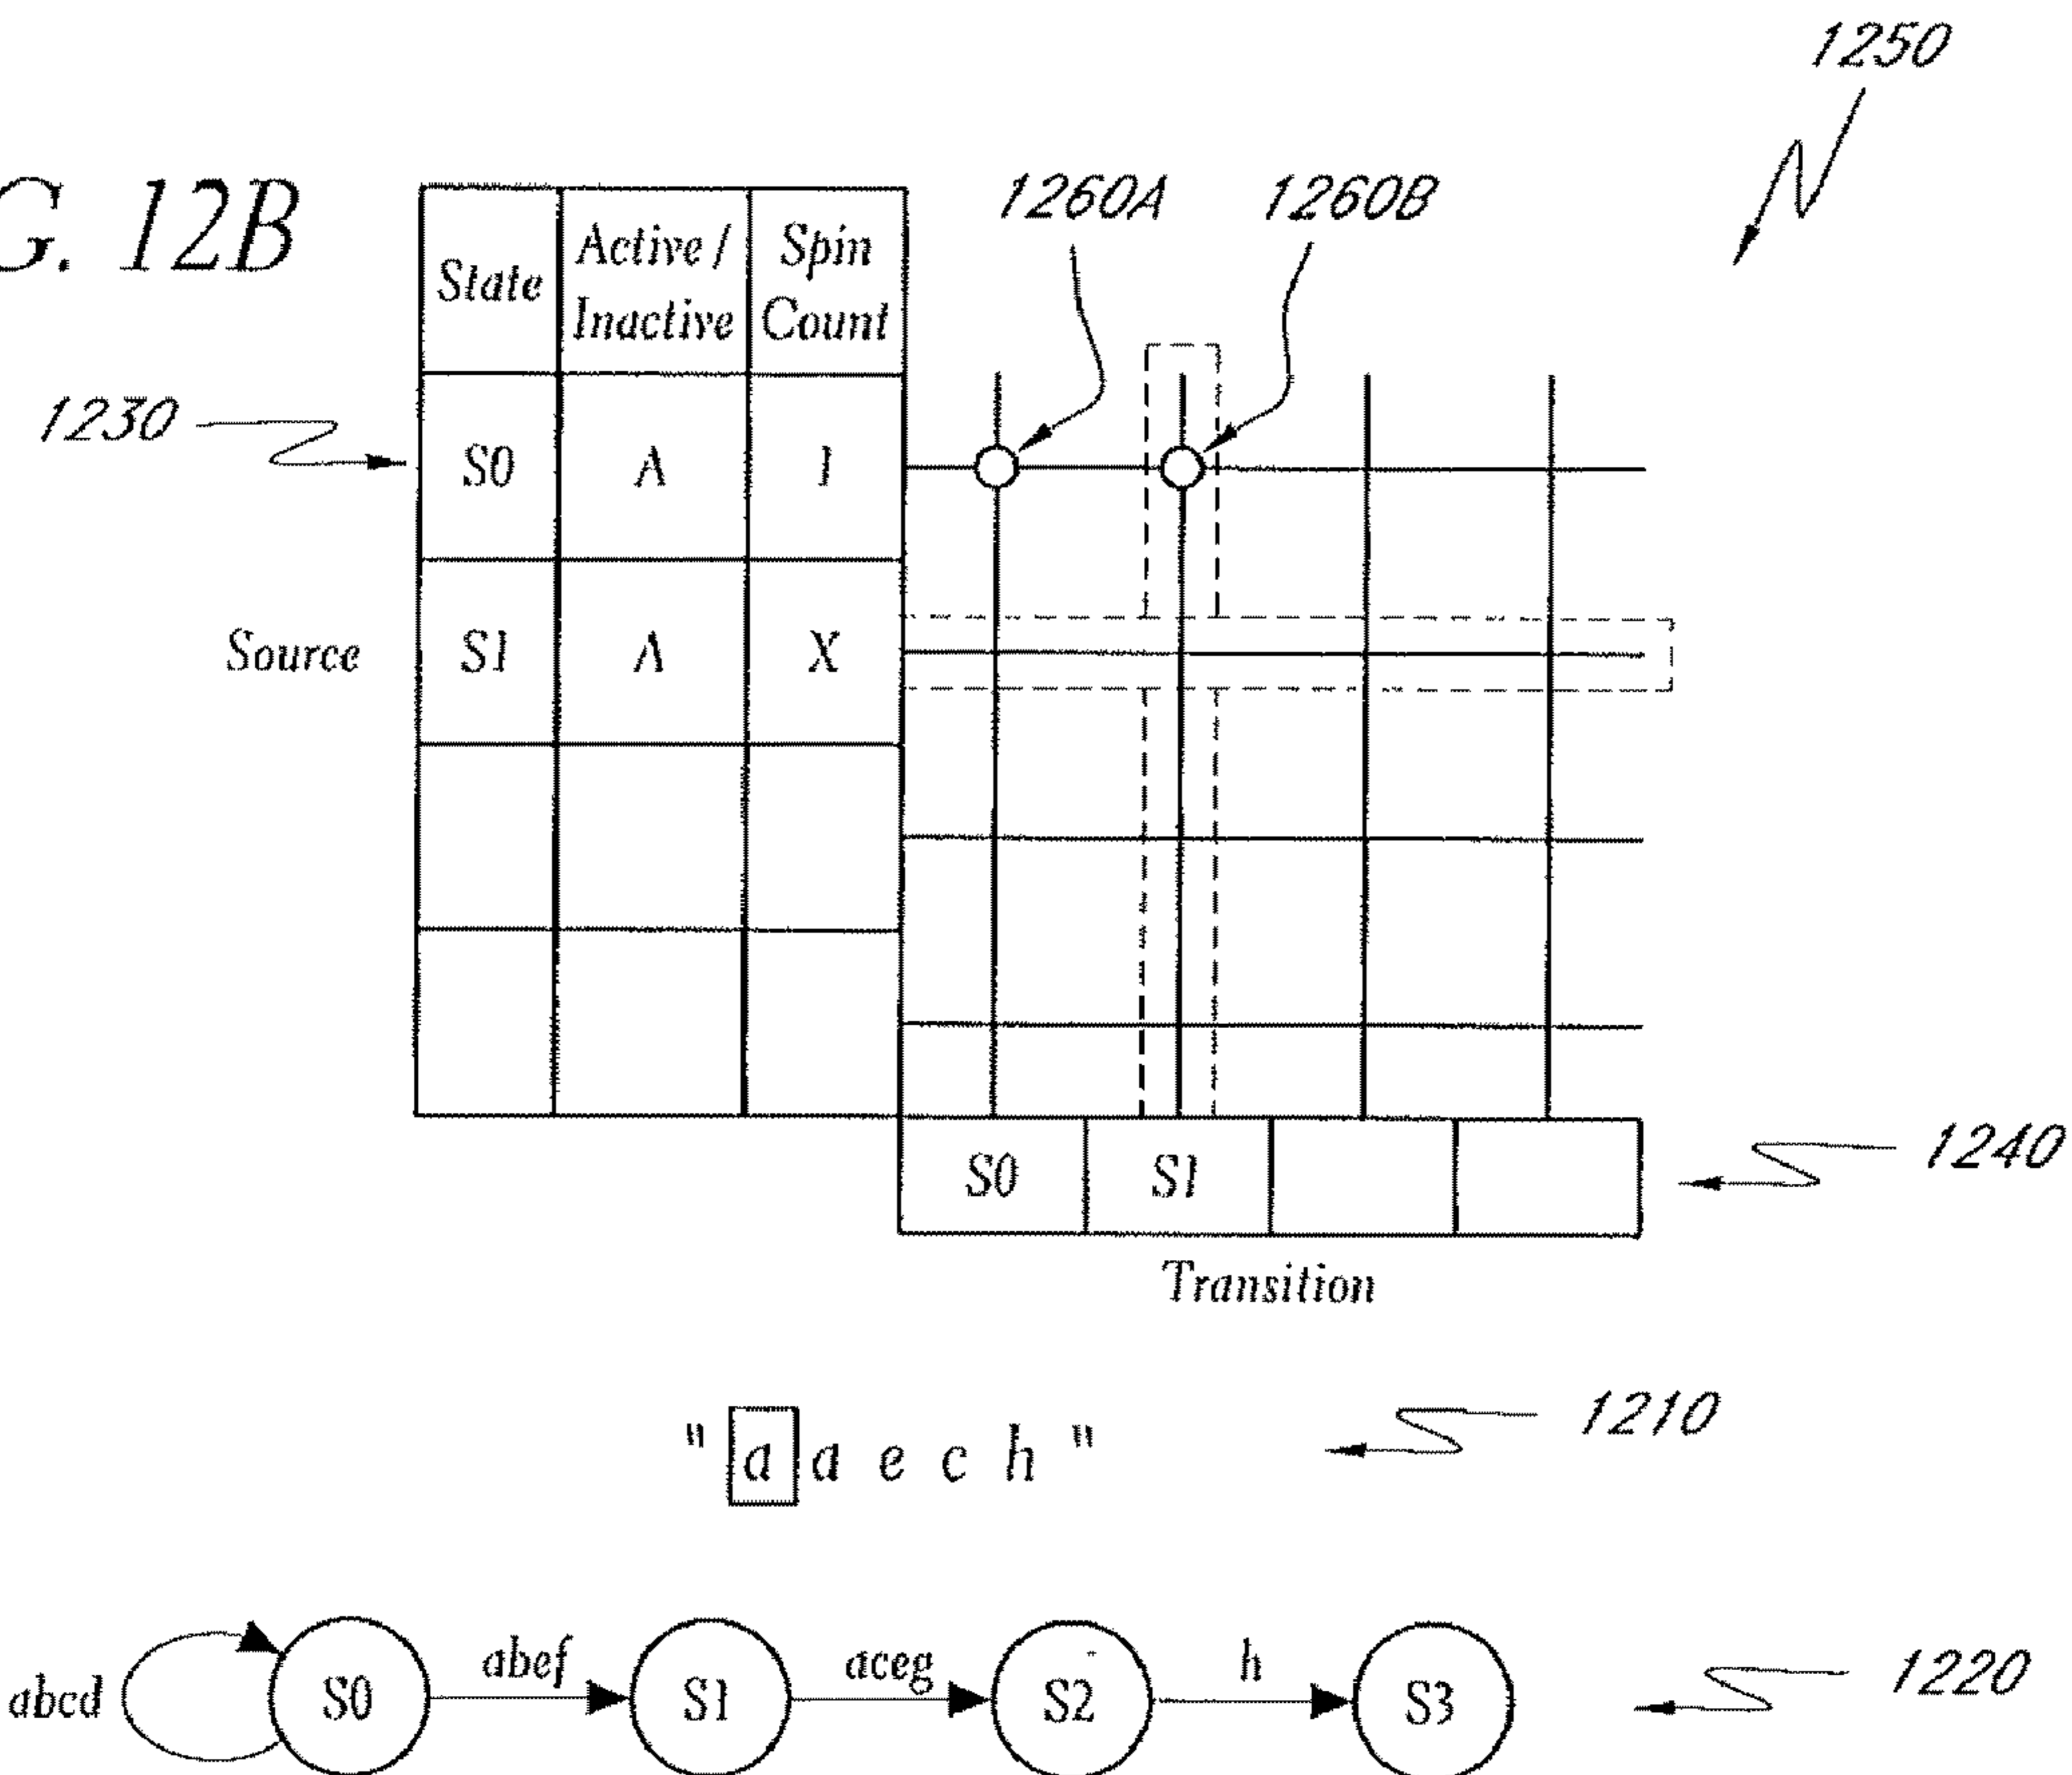 1250
G. 12B
State
Active /
Inactive
Spin
Count
1260A
1260B
1230
S0
A
1
Source
S1
A
X
S0
S1
1240
Transition
" a a e c h "
1210
abcd
S0
abef
S1
aceg
S2
h
S3
1220